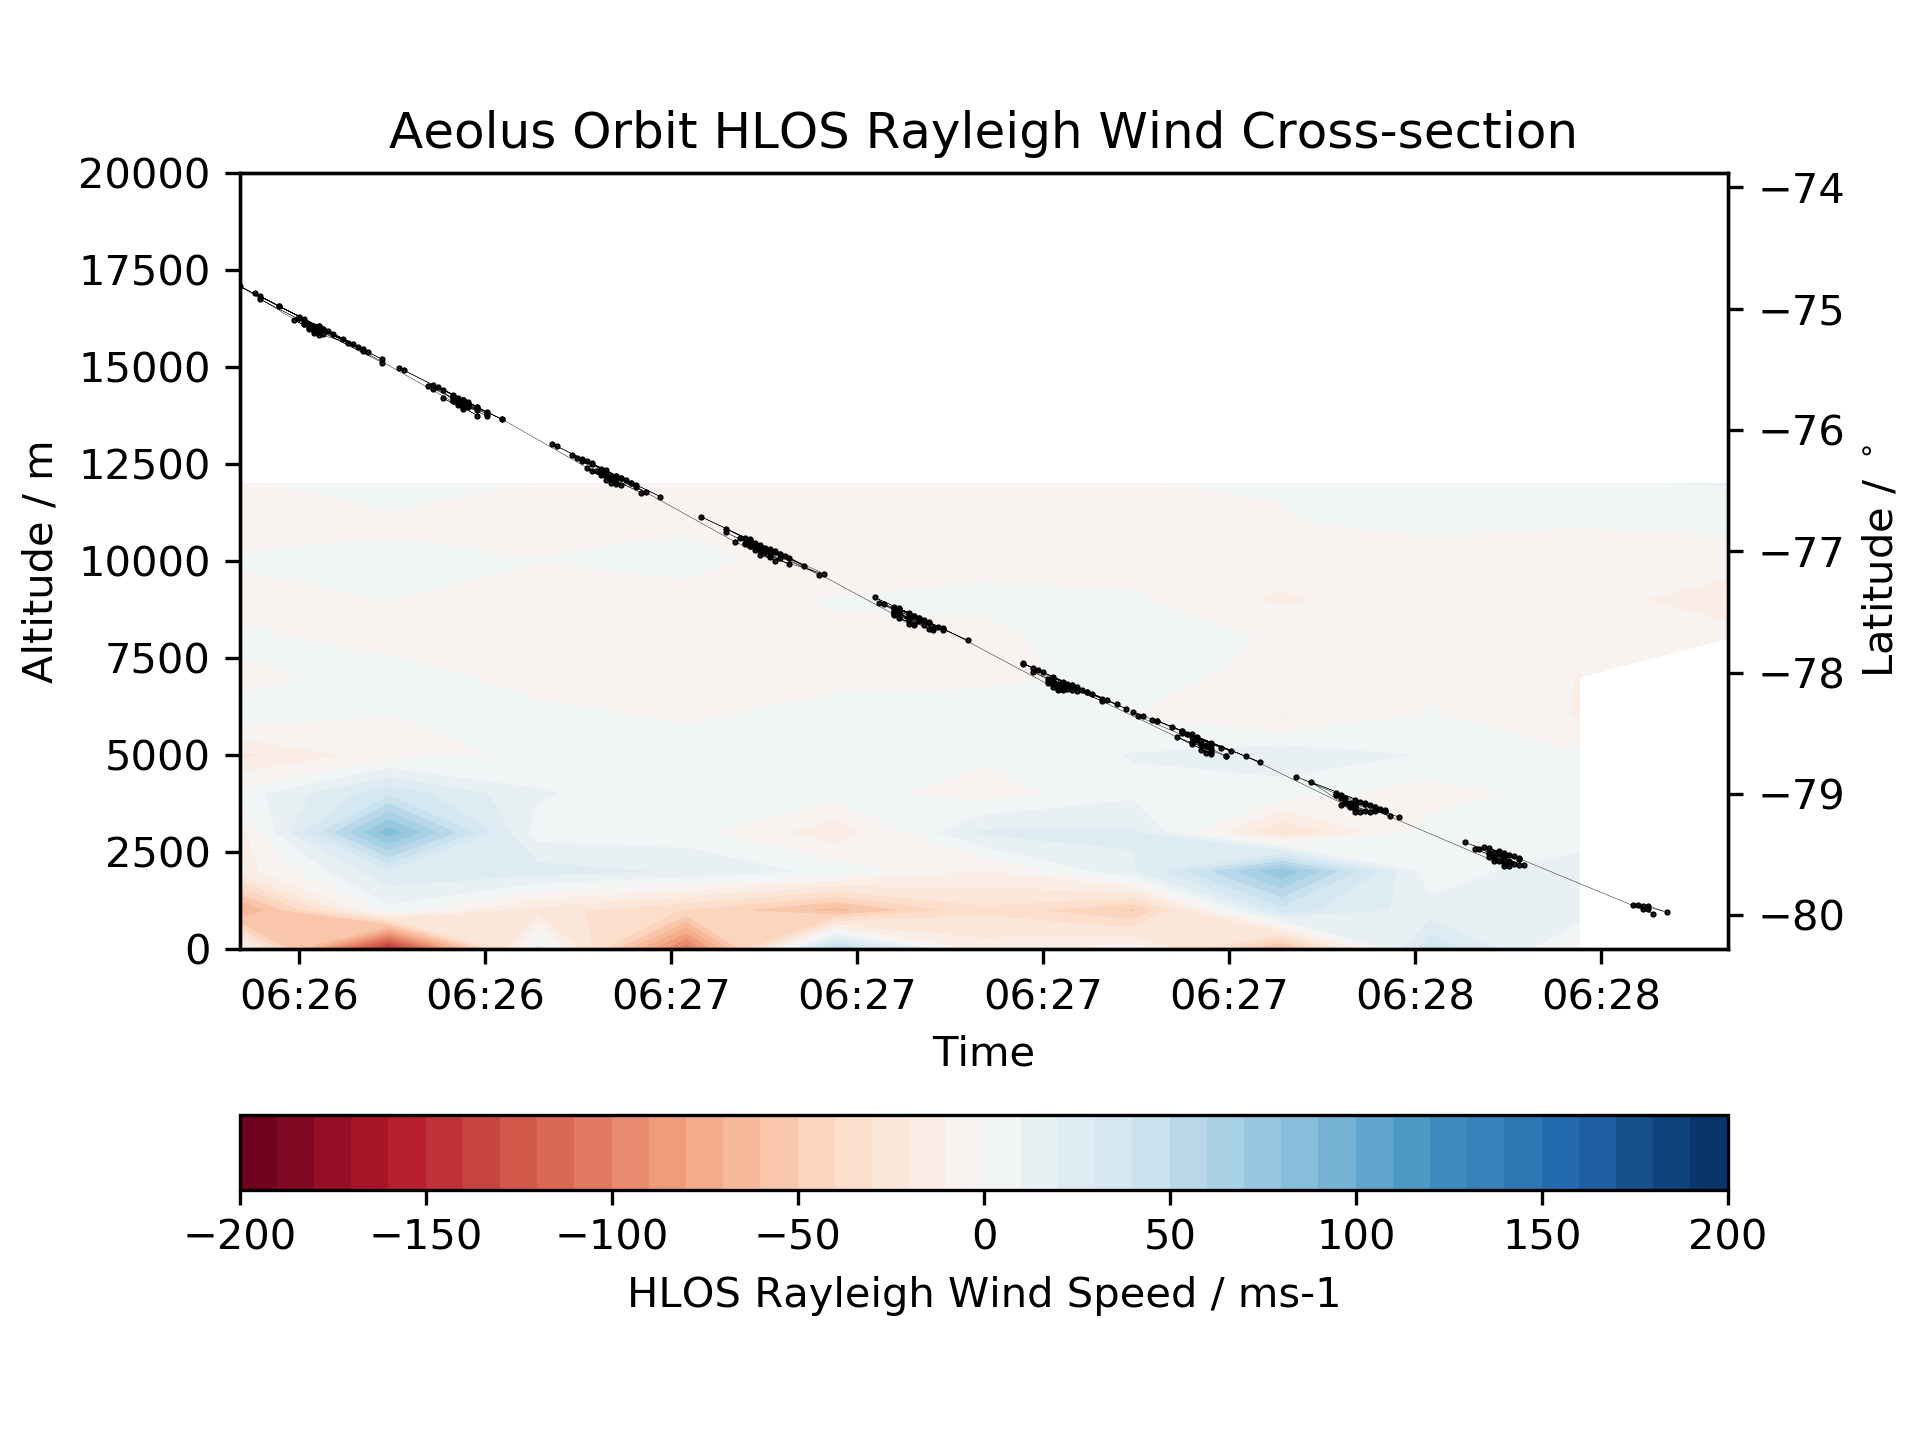 Aeolus Orbit HLOS Rayleigh Wind Cross-section
20000
17500
15000
12500
10000
7500
5000
2500
0
Altitude / m
−74
−75
−76
−77
−78
−79
−80
Latitude / °
06:26 06:26 06:27 06:27 06:27 06:27 06:28 06:28
Time
−200 −150 −100 −50 0 50 100 150 200
HLOS Rayleigh Wind Speed / ms-1